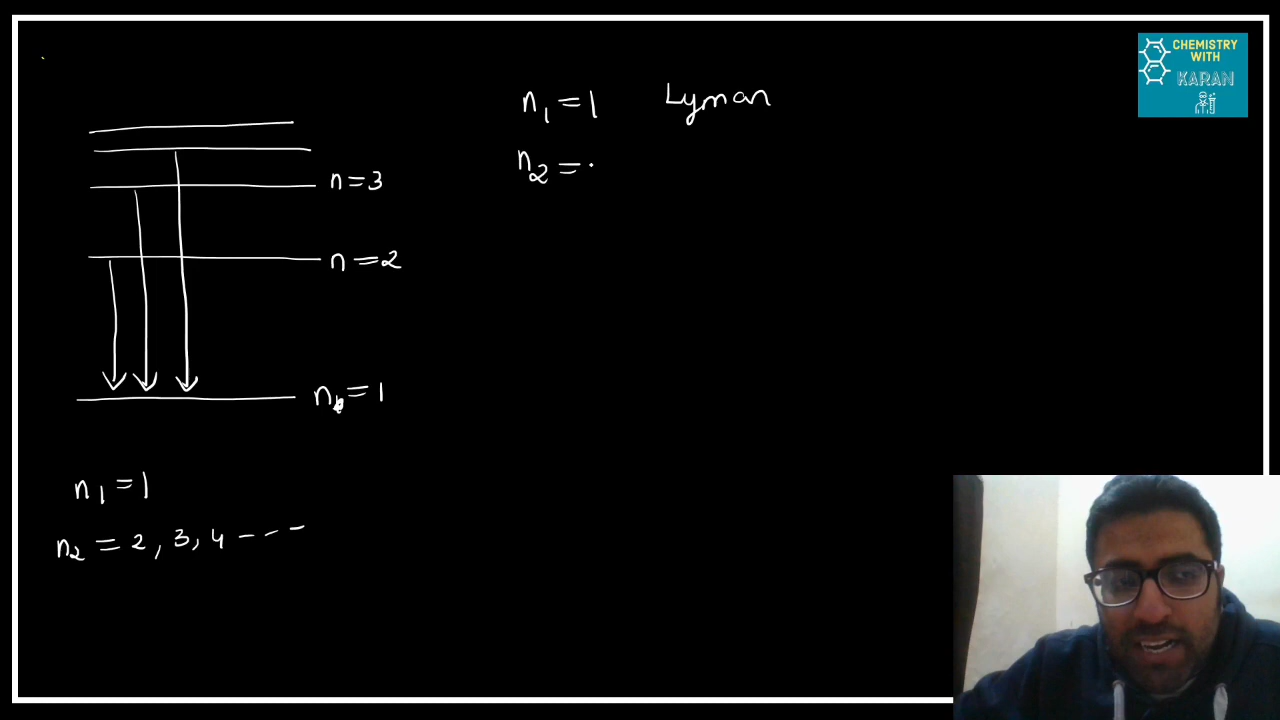 CHEMISTRY
WITH
KARAN
n₁ = 1 Lyman
n₂ = .
n = 3
n = 2
n = 1
n₁ = 1
n₂ = 2, 3, 4 - - -